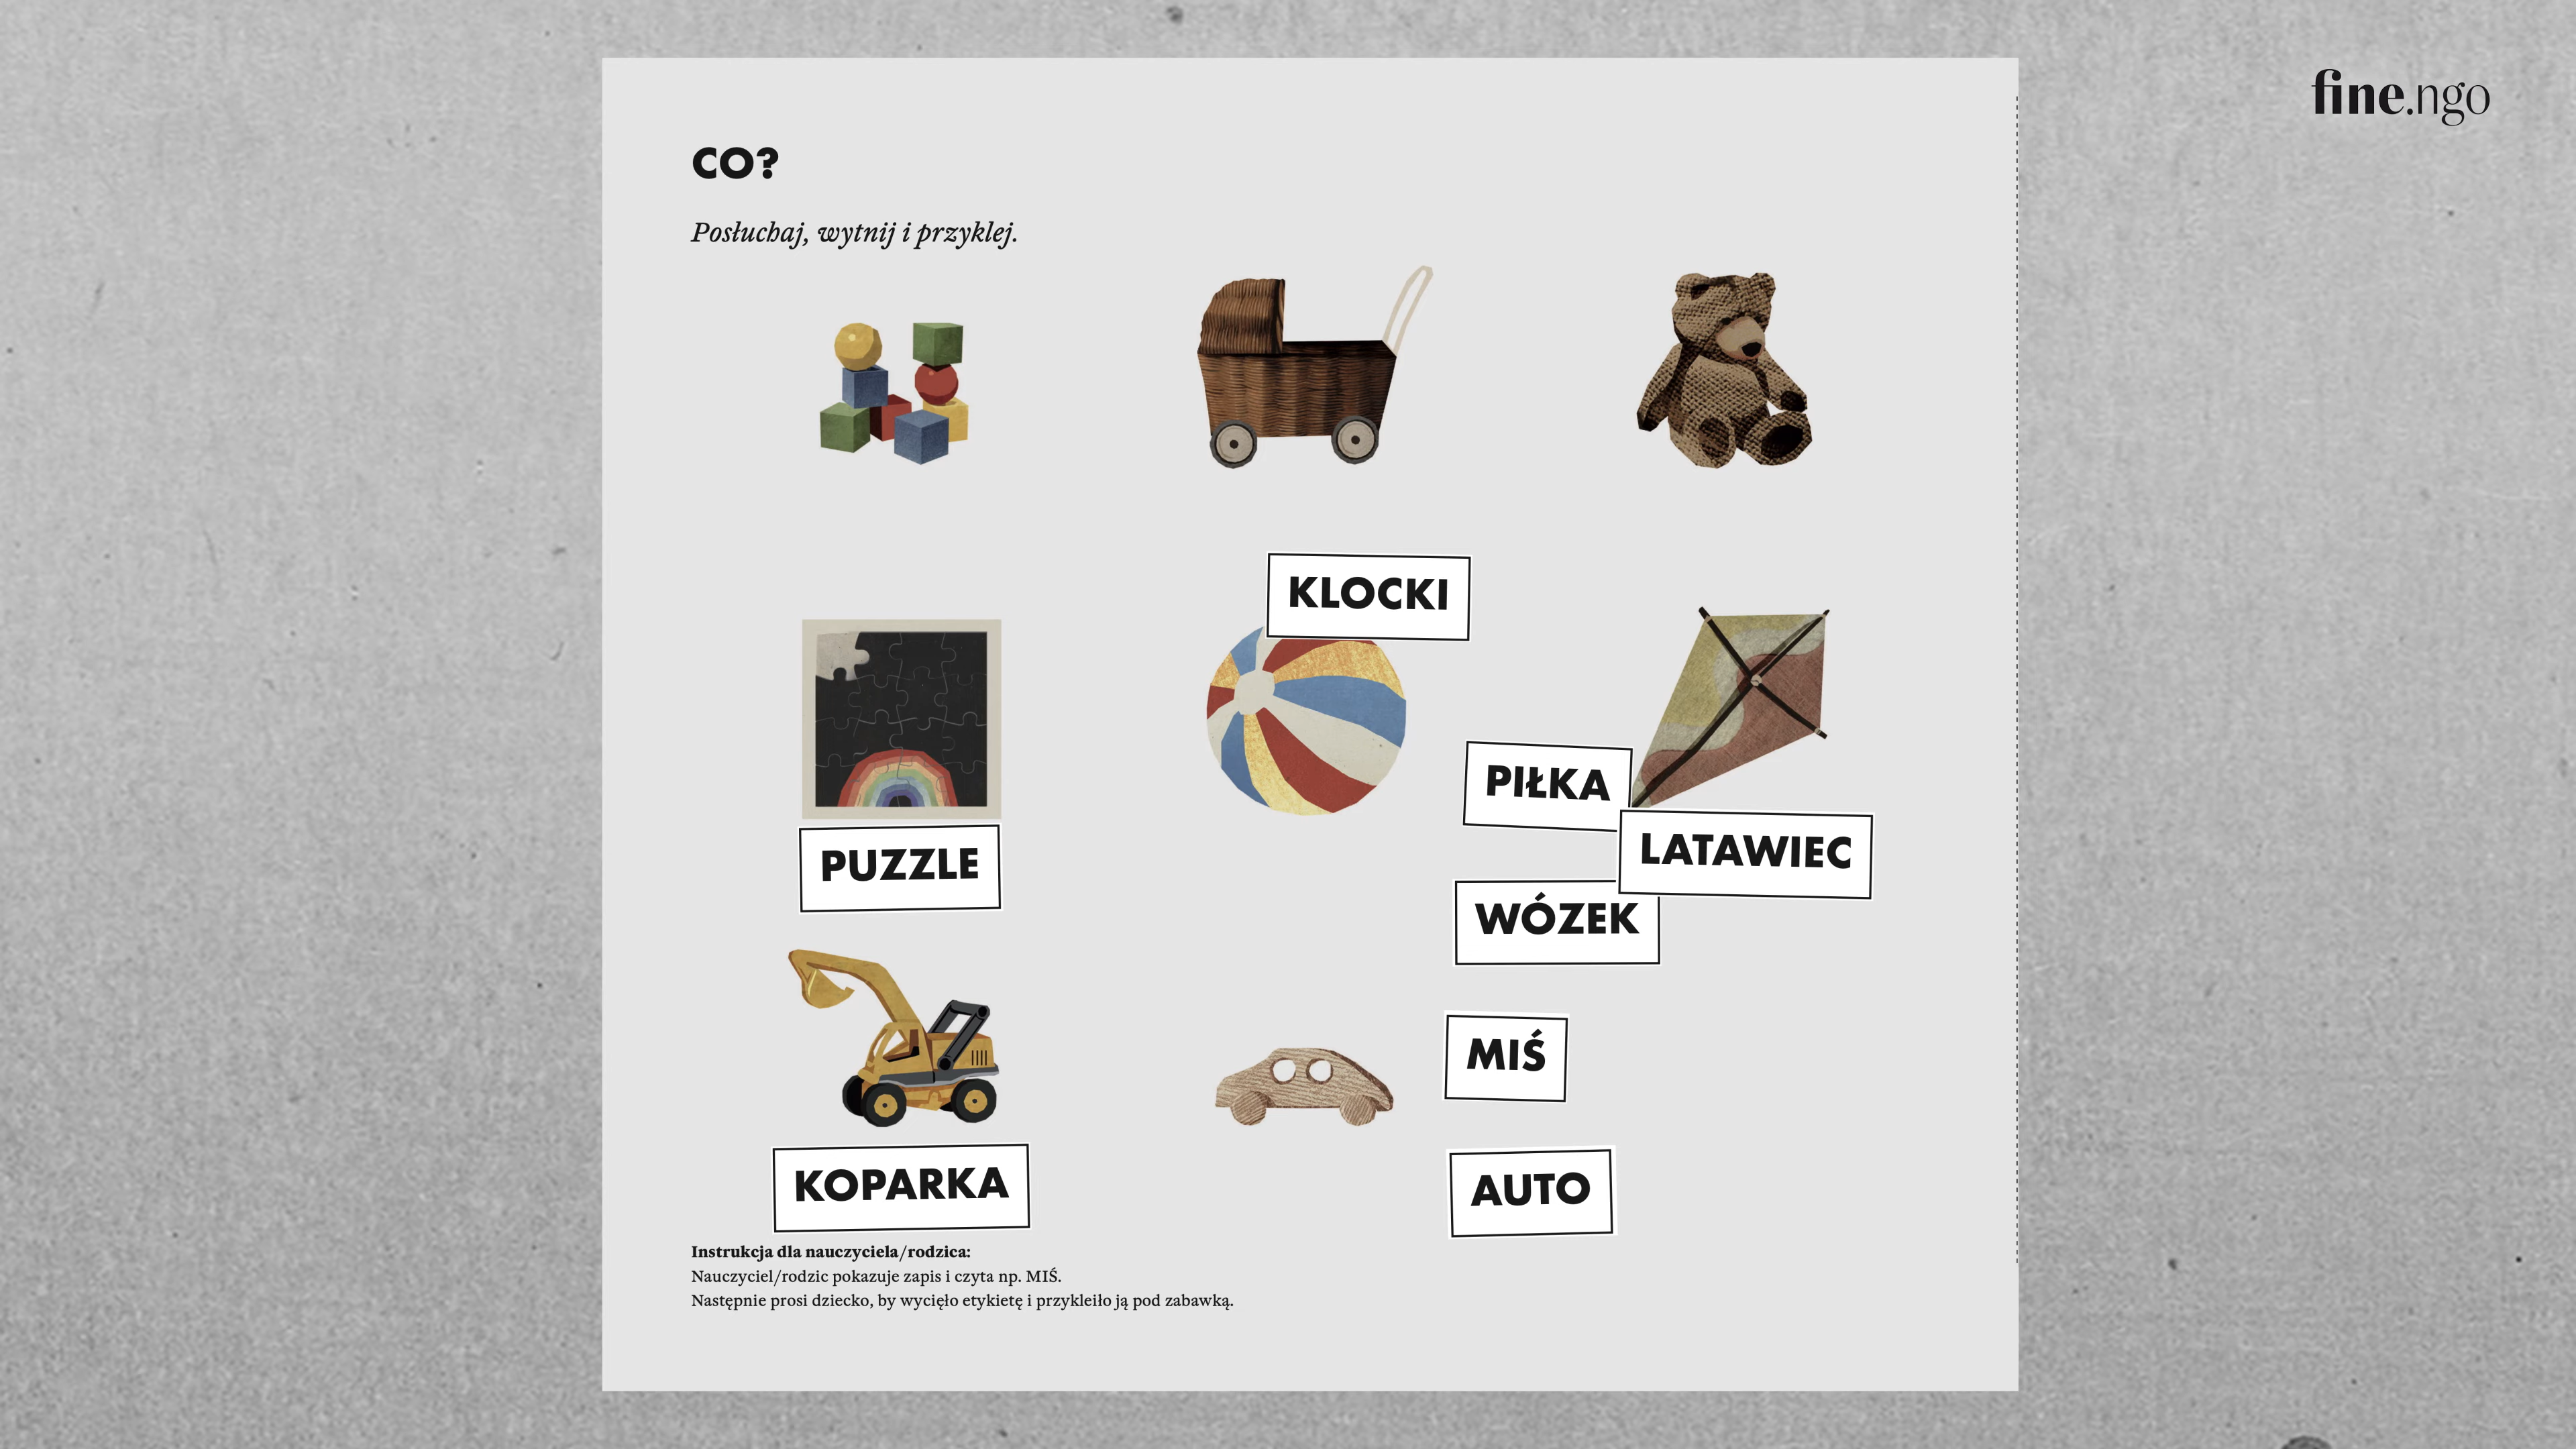 fine.ngo
CO?
Posłuchaj, wytnij i przyklej.
KLOCKI
PIŁKA
PUZZLE
LATAWIEC
WÓZEK
MIŚ
KOPARKA
AUTO
Instrukcja dla nauczyciela/rodzica:
Nauczyciel/rodzic pokazuje zapis i czyta np. MIŚ.
Następnie prosi dziecko, by wycięło etykietę i przykleiło ją pod zabawką.